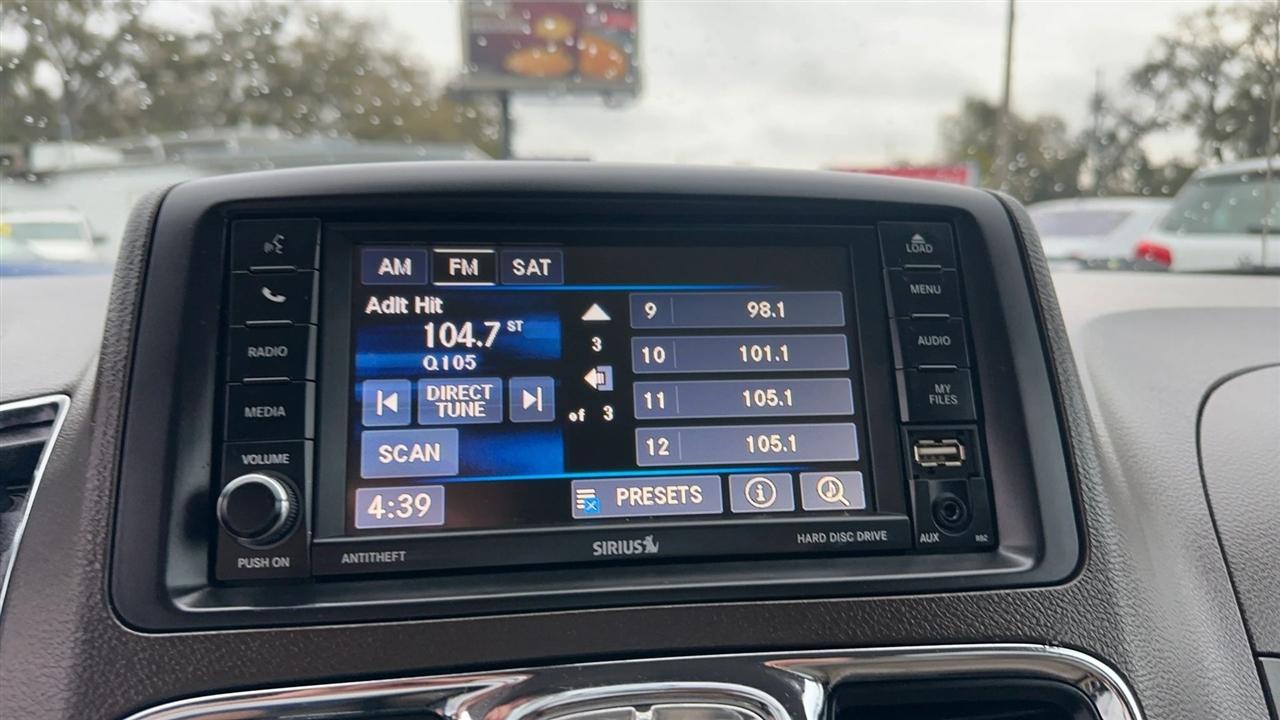 AM FM SAT
Adlt Hit
104.7 ST
Q105
DIRECT
TUNE
SCAN
4:39
3
of 3
9 98.1
10 101.1
11 105.1
12 105.1
PRESETS
RADIO
MEDIA
VOLUME
PUSH ON
LOAD
MENU
AUDIO
MY
FILES
AUX
RBZ
ANTITHEFT
SIRIUS
HARD DISC DRIVE